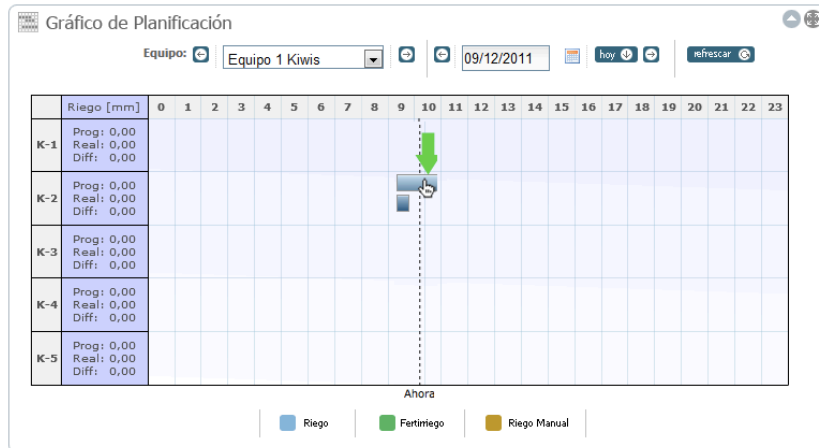 Gráfico de Planificación
Equipo: Equipo 1 Kiwis 09/12/2011 hoy refrescar
Riego [mm] 0 1 2 3 4 5 6 7 8 9 10 11 12 13 14 15 16 17 18 19 20 21 22 23
Prog: 0,00
K-1 Real: 0,00
Diff: 0,00
Prog: 0,00
K-2 Real: 0,00
Diff: 0,00
Prog: 0,00
K-3 Real: 0,00
Diff: 0,00
Prog: 0,00
K-4 Real: 0,00
Diff: 0,00
Prog: 0,00
K-5 Real: 0,00
Diff: 0,00
Ahora
Riego Fertirriego Riego Manual